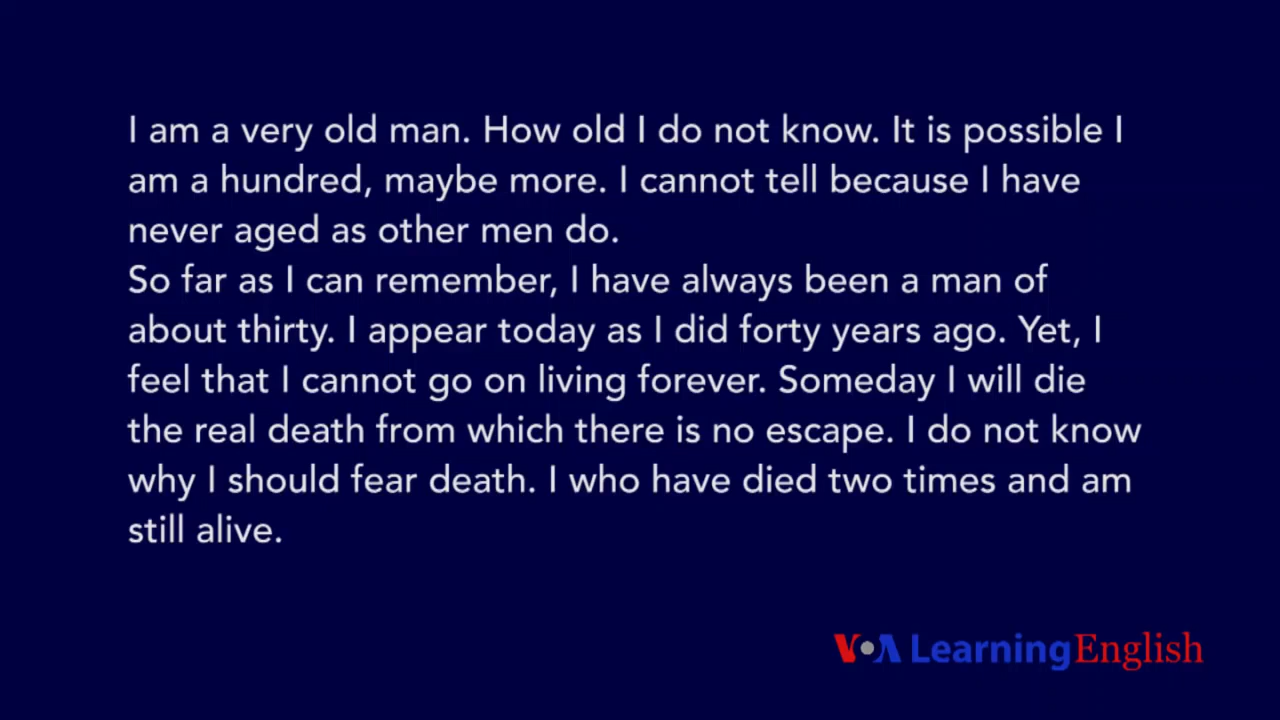 I am a very old man. How old I do not know. It is possible I
am a hundred, maybe more. I cannot tell because I have
never aged as other men do.
So far as I can remember, I have always been a man of
about thirty. I appear today as I did forty years ago. Yet, I
feel that I cannot go on living forever. Someday I will die
the real death from which there is no escape. I do not know
why I should fear death. I who have died two times and am
still alive.
VOA Learning English